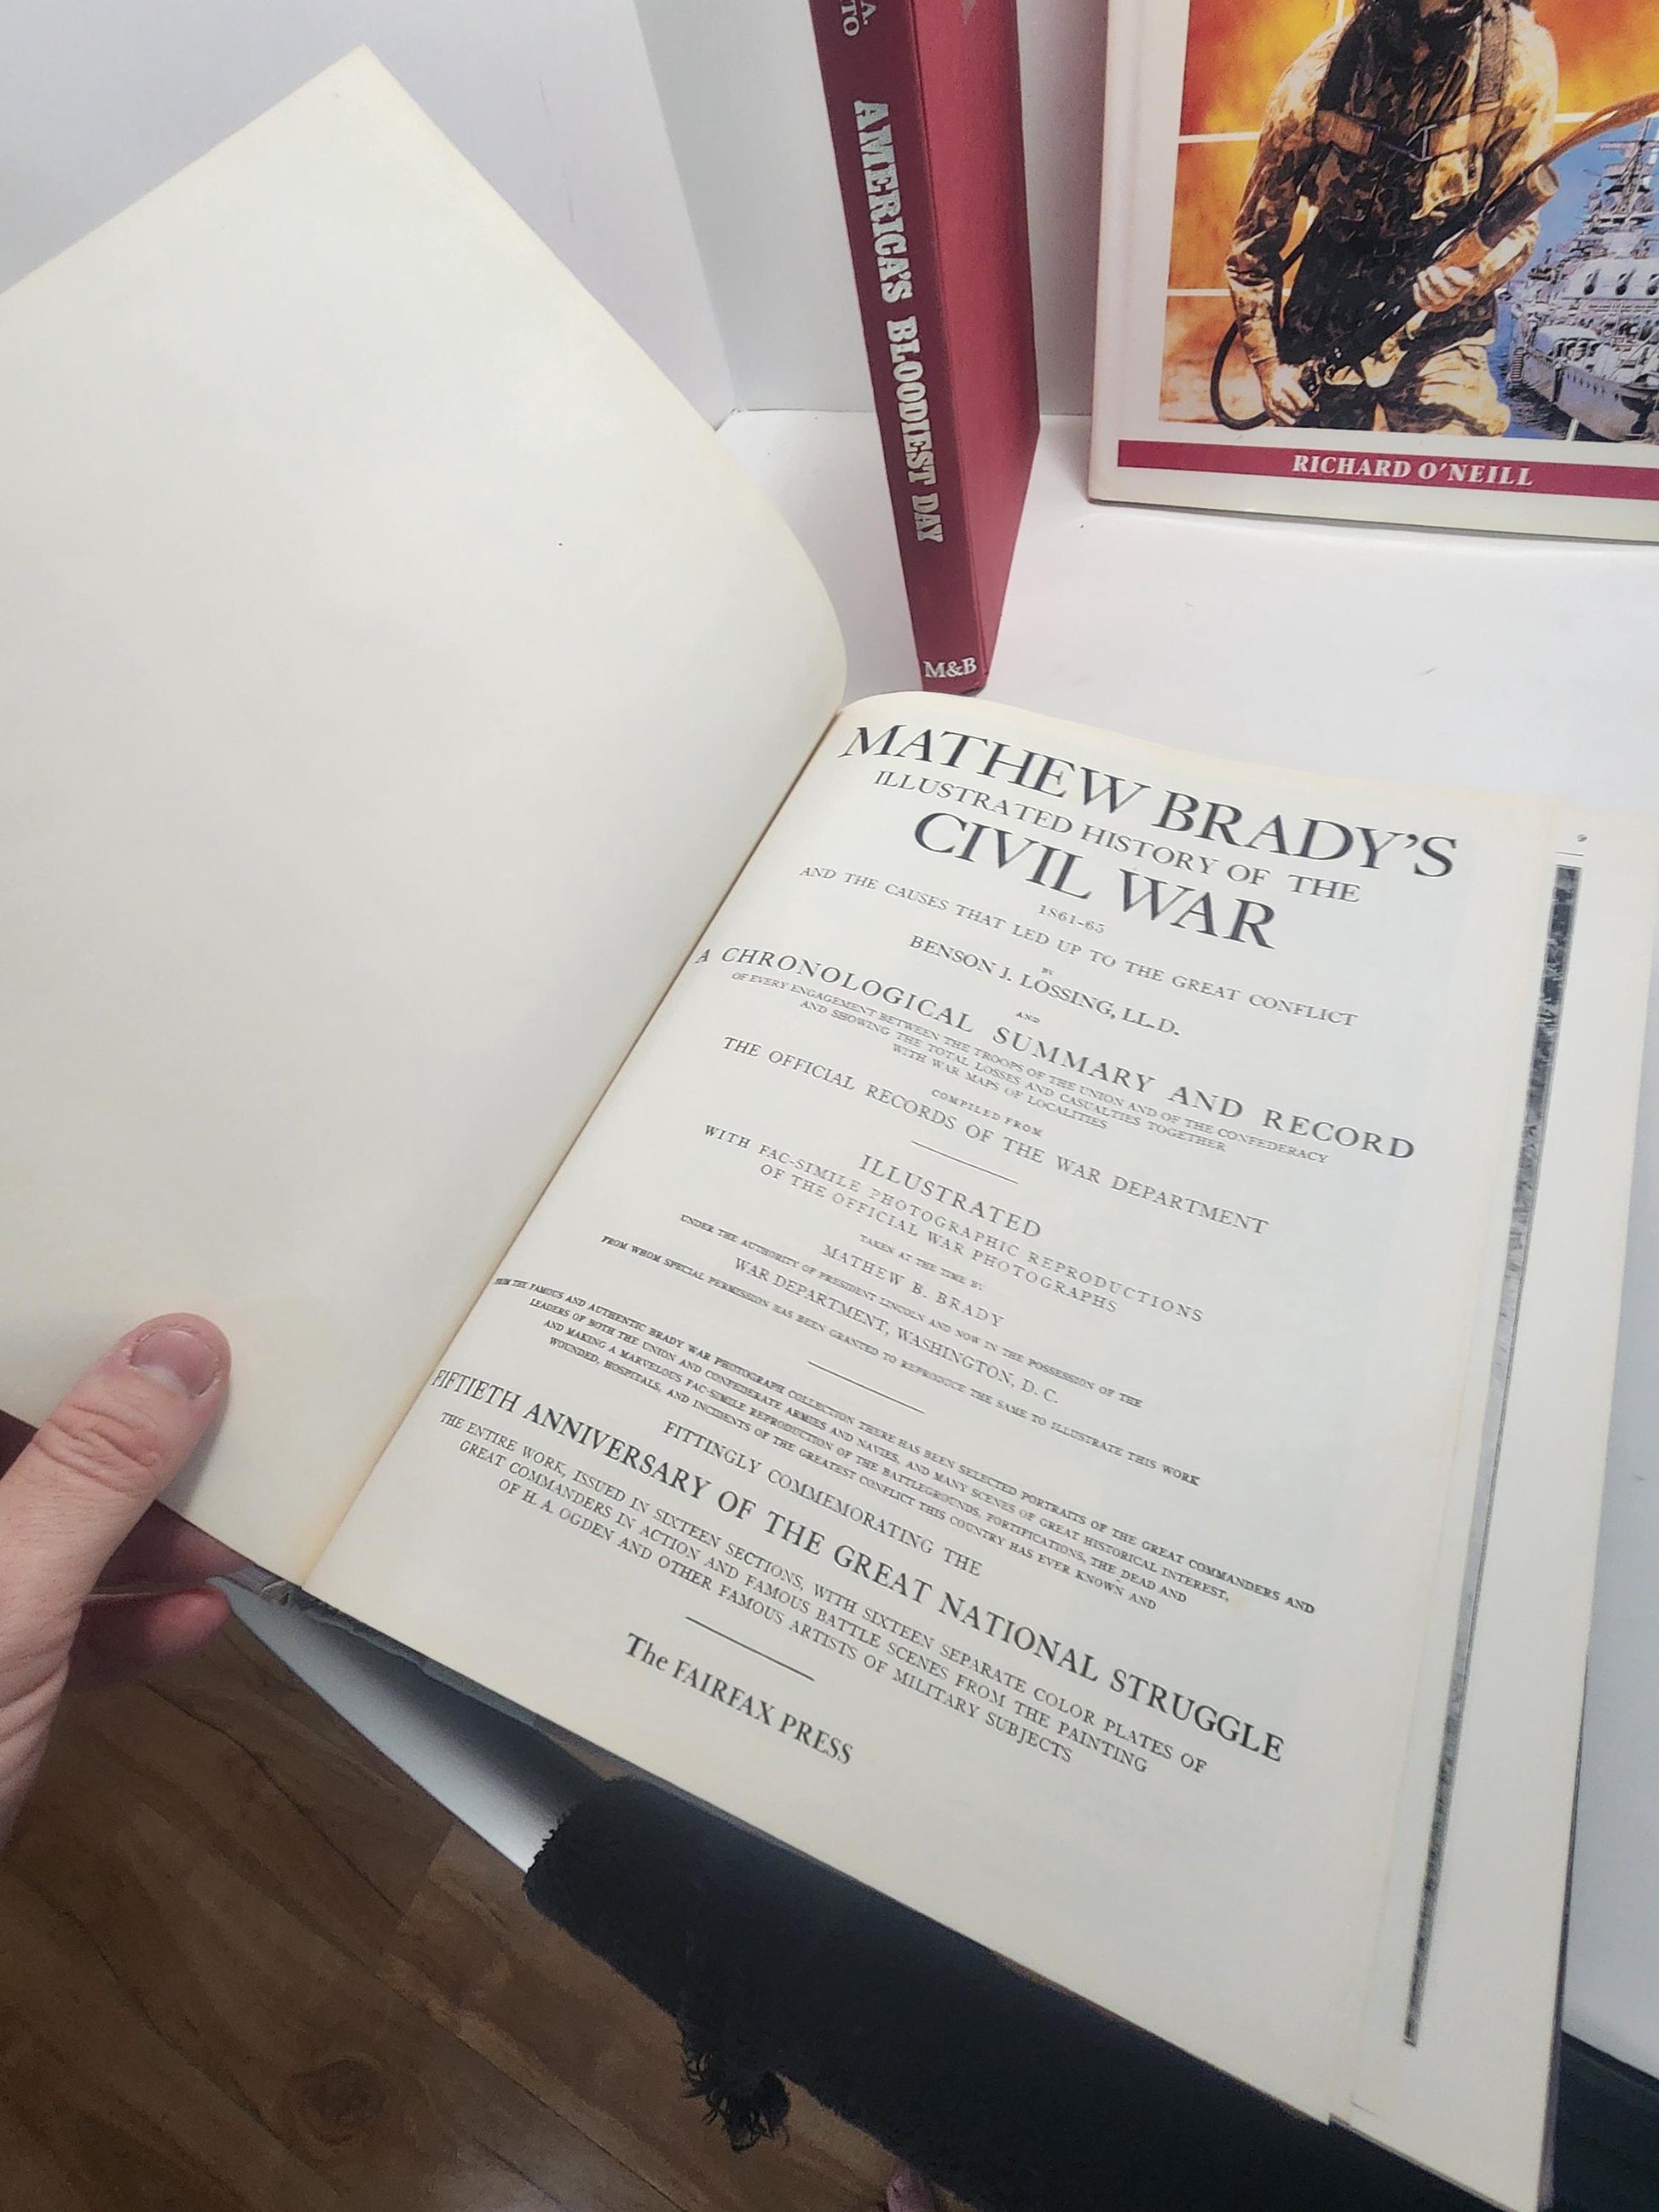 A.
TO
AMERICA'S BLOODIEST DAY
M&B
RICHARD O'NEILL
MATHEW BRADY'S
ILLUSTRATED HISTORY OF THE
CIVIL WAR
1861-65
AND THE CAUSES THAT LED UP TO THE GREAT CONFLICT
BY
BENSON J. LOSSING, LL.D.
AND
A CHRONOLOGICAL SUMMARY AND RECORD
OF EVERY ENGAGEMENT BETWEEN THE TROOPS OF THE UNION AND OF THE CONFEDERACY
AND SHOWING THE TOTAL LOSSES AND CASUALTIES TOGETHER
WITH WAR MAPS OF LOCALITIES
COMPILED FROM
THE OFFICIAL RECORDS OF THE WAR DEPARTMENT
ILLUSTRATED
WITH FAC-SIMILE PHOTOGRAPHIC REPRODUCTIONS
OF THE OFFICIAL WAR PHOTOGRAPHS
TAKEN AT THE TIME BY
MATHEW B. BRADY
UNDER THE AUTHORITY OF PRESIDENT LINCOLN AND NOW IN THE POSSESSION OF THE
WAR DEPARTMENT, WASHINGTON, D. C.
FROM WHOM SPECIAL PERMISSION HAS BEEN GRANTED TO REPRODUCE THE SAME TO ILLUSTRATE THIS WORK
FROM THE FAMOUS AND AUTHENTIC BRADY WAR PHOTOGRAPH COLLECTION THERE HAS BEEN SELECTED PORTRAITS OF THE GREAT COMMANDERS AND
LEADERS OF BOTH THE UNION AND CONFEDERATE ARMIES AND NAVIES, AND MANY SCENES OF GREAT HISTORICAL INTEREST,
AND MAKING A MARVELOUS FAC-SIMILE REPRODUCTION OF THE BATTLEGROUNDS, FORTIFICATIONS, THE DEAD AND
WOUNDED, HOSPITALS, AND INCIDENTS OF THE GREATEST CONFLICT THIS COUNTRY HAS EVER KNOWN AND
FITTINGLY COMMEMORATING THE
FIFTIETH ANNIVERSARY OF THE GREAT NATIONAL STRUGGLE
THE ENTIRE WORK, ISSUED IN SIXTEEN SECTIONS, WITH SIXTEEN SEPARATE COLOR PLATES OF
GREAT COMMANDERS IN ACTION AND FAMOUS BATTLE SCENES FROM THE PAINTING
OF H. A. OGDEN AND OTHER FAMOUS ARTISTS OF MILITARY SUBJECTS
The FAIRFAX PRESS